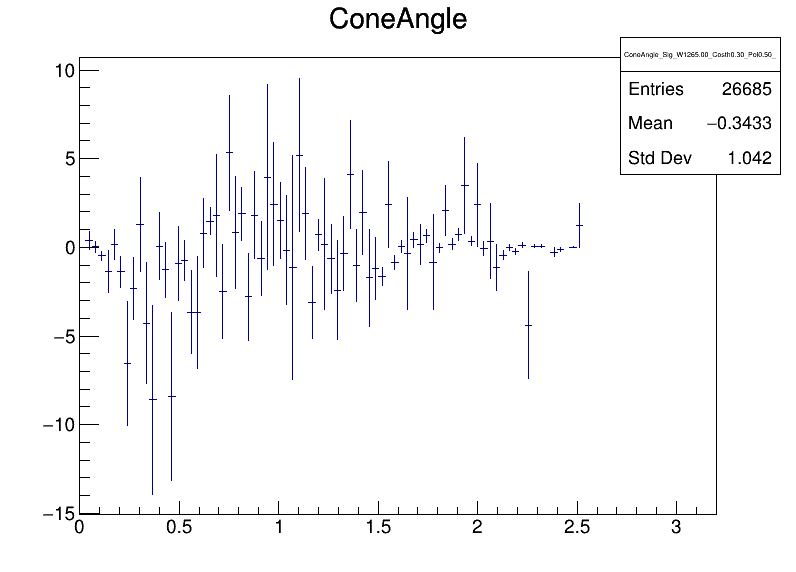 ConeAngle
ConeAngle_Sig_W1265.00_Costh0.30_Pol0.50_
Entries 26685
Mean −0.3433
Std Dev 1.042
10
5
0
−5
−10
−15
0 0.5 1 1.5 2 2.5 3